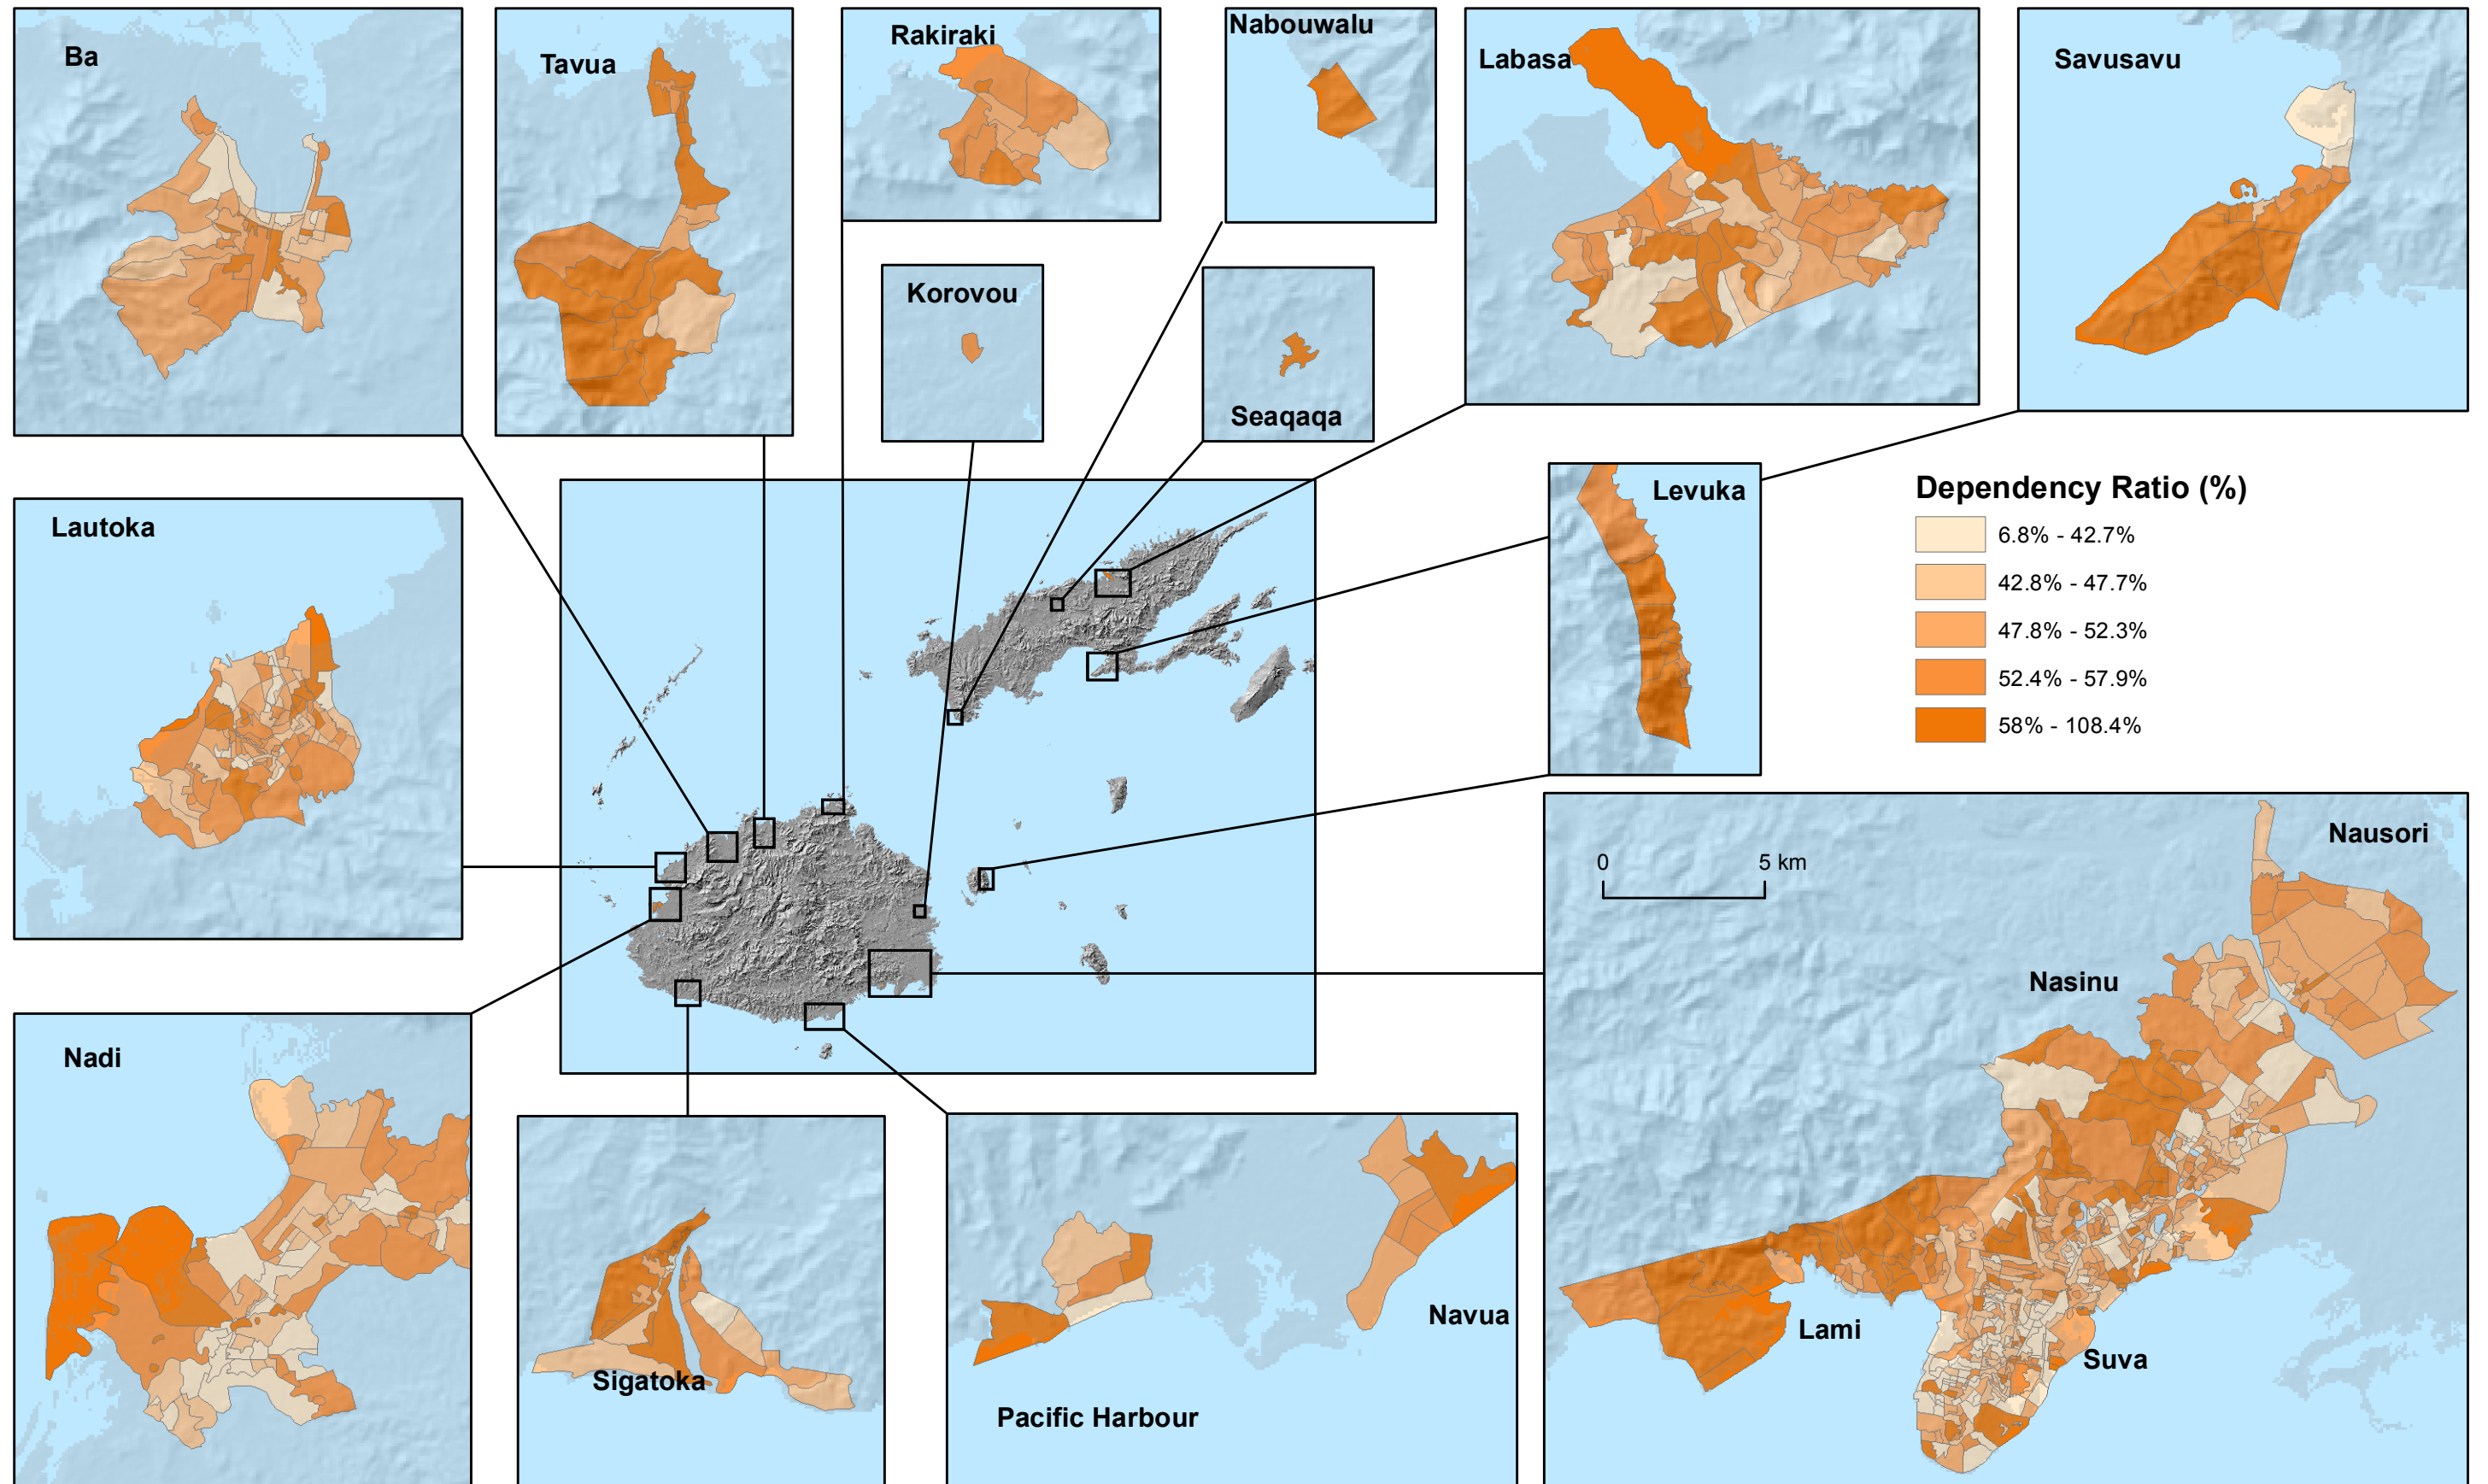 Ba
Tavua
Rakiraki
Nabouwalu
Labasa
Savusavu
Korovou
Seaqaqa
Levuka
Dependency Ratio (%)
6.8% - 42.7%
42.8% - 47.7%
47.8% - 52.3%
52.4% - 57.9%
58% - 108.4%
Lautoka
Nausori
0 5 km
Nasinu
Nadi
Navua
Lami
Suva
Sigatoka
Pacific Harbour